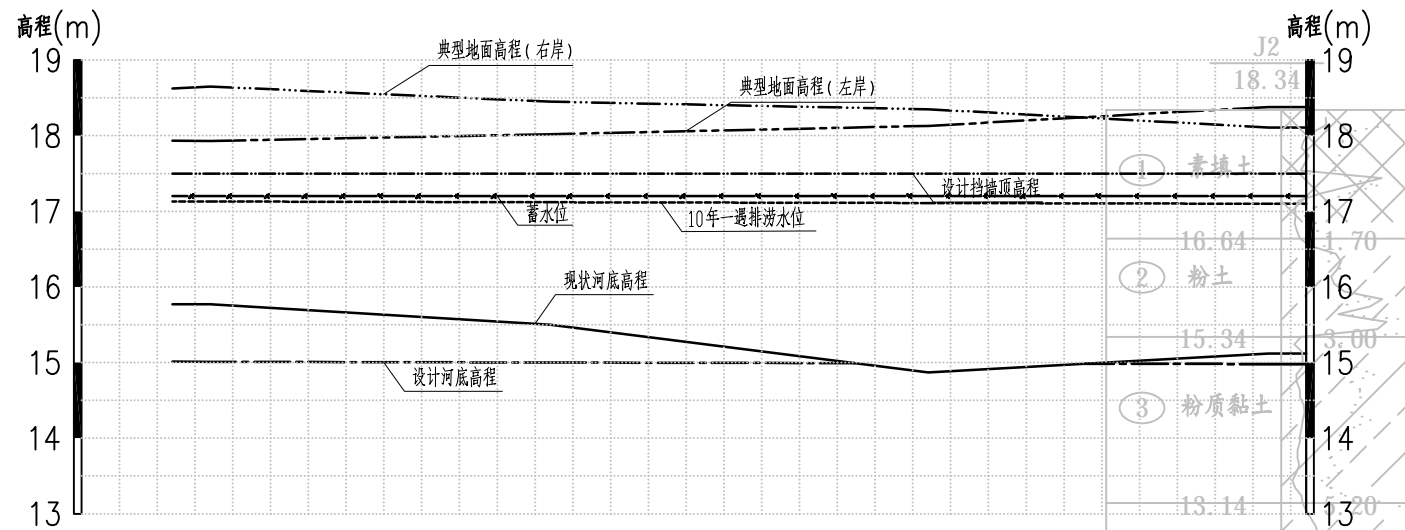 高程(m)
高程(m)
典型地面高程(右岸)
J2
19
19
18.34
典型地面高程(左岸)
18
18
① 素填土
设计挡墙顶高程
蓄水位
10年一遇排涝水位
17
17
16.64
1.70
现状河底高程
② 粉土
16
16
15.34
3.00
15
15
设计河底高程
③ 粉质黏土
14
14
13.14
5.20
13
13